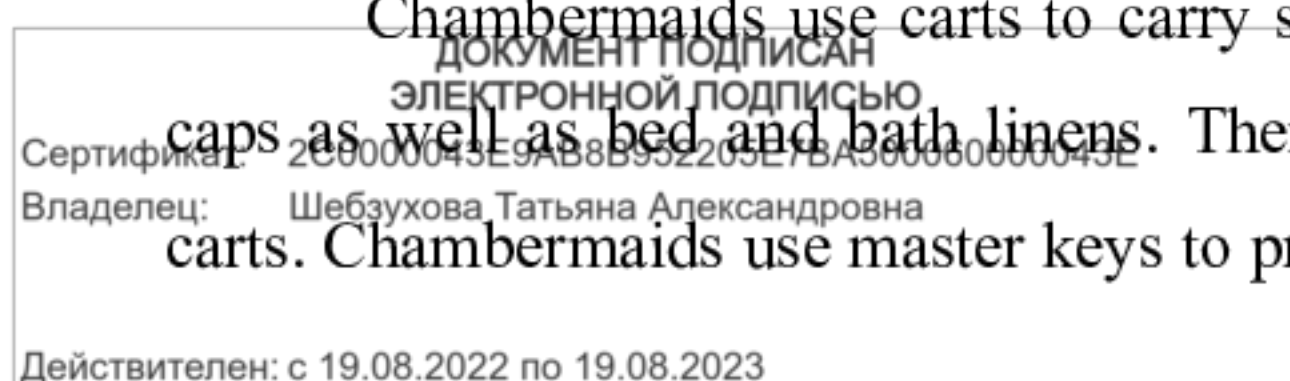 Chambermaids use carts to carry
ДОКУМЕНТ ПОДПИСАН
ЭЛЕКТРОННОЙ ПОДПИСЬЮ
caps as well as bed and bath linens.
Сертификат: 2C0000043E9AB8B952205E7BA500060000043E
Владелец: Шебзухова Татьяна Александровна
carts. Chambermaids use master keys to
Действителен: с 19.08.2022 по 19.08.2023